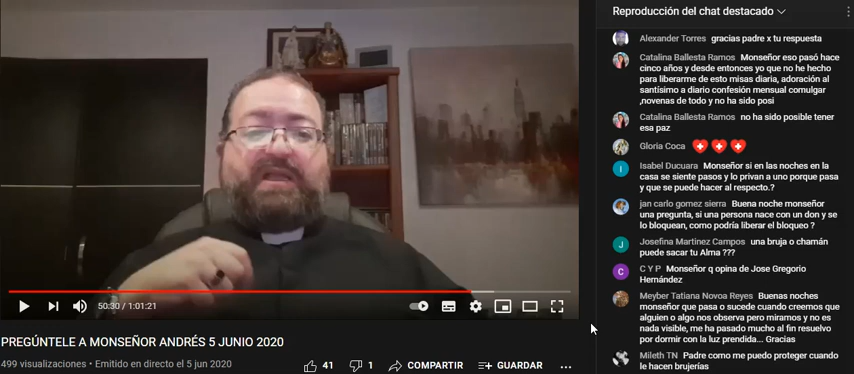 Reproducción del chat destacado
Alexander Torres gracias padre x tu respuesta
Catalina Ballesta Ramos Monseñor eso pasó hace
cinco años y desde entonces yo que no he hecho
para liberarme de esto misas diaria, adoración al
santísimo a diario confesión mensual comulgar
,novenas de todo y no ha sido posi
Catalina Ballesta Ramos no ha sido posible tener
esa paz
Gloria Coca
Isabel Ducuara Monseñor si en las noches en la
casa se siente pasos y lo privan a uno porque pasa
y que se puede hacer al respecto.?
jan carlo gomez sierra Buena noche monseñor
una pregunta, si una persona nace con un don y se
lo bloquean, como podría liberar el bloqueo ?
Josefina Martinez Campos una bruja o chamán
puede sacar tu Alma ???
C Y P Monseñor q opina de Jose Gregorio
Hernández
Meyber Tatiana Novoa Reyes Buenas noches
monseñor que pasa o sucede cuando creemos que
alguien o algo nos observa pero miramos y no es
nada visible, me ha pasado mucho al fin resuelvo
por dormir con la luz prendida... Gracias
Mileth TN Padre como me puedo proteger cuando
le hacen brujerías
50:30 / 1:01:21
PREGÚNTELE A MONSEÑOR ANDRÉS 5 JUNIO 2020
499 visualizaciones • Emitido en directo el 5 jun 2020
41
1
COMPARTIR
GUARDAR